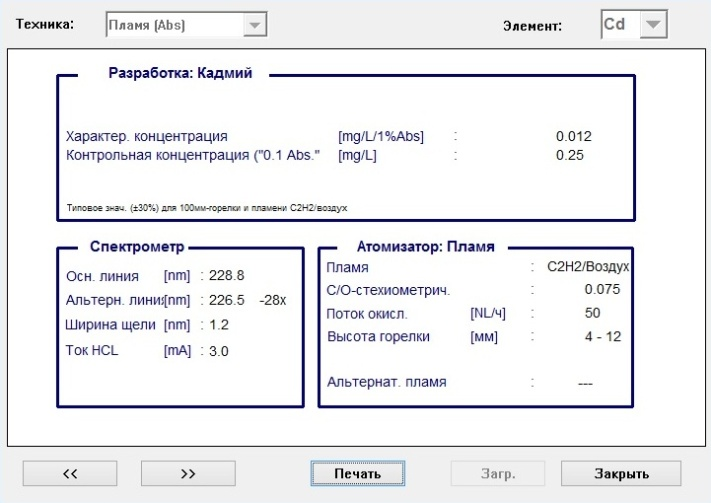 Техника: Пламя (Abs) Элемент: Cd
Разработка: Кадмий
Характер. концентрация [mg/L/1%Abs] : 0.012
Контрольная концентрация ("0.1 Abs." [mg/L] : 0.25
Типовое знач. (±30%) для 100мм-горелки и пламени C2H2/воздух
Спектрометр
Осн. линия [nm] : 228.8
Альтерн. линия[nm] : 226.5 -28x
Ширина щели [nm] : 1.2
Ток HCL [mA] : 3.0
Атомизатор: Пламя
Пламя : C2H2/Воздух
C/O-стехиометрич. : 0.075
Поток окисл. [NL/ч] : 50
Высота горелки [мм] : 4 - 12
Альтернат. пламя : ---
<< >> Печать Загр. Закрыть